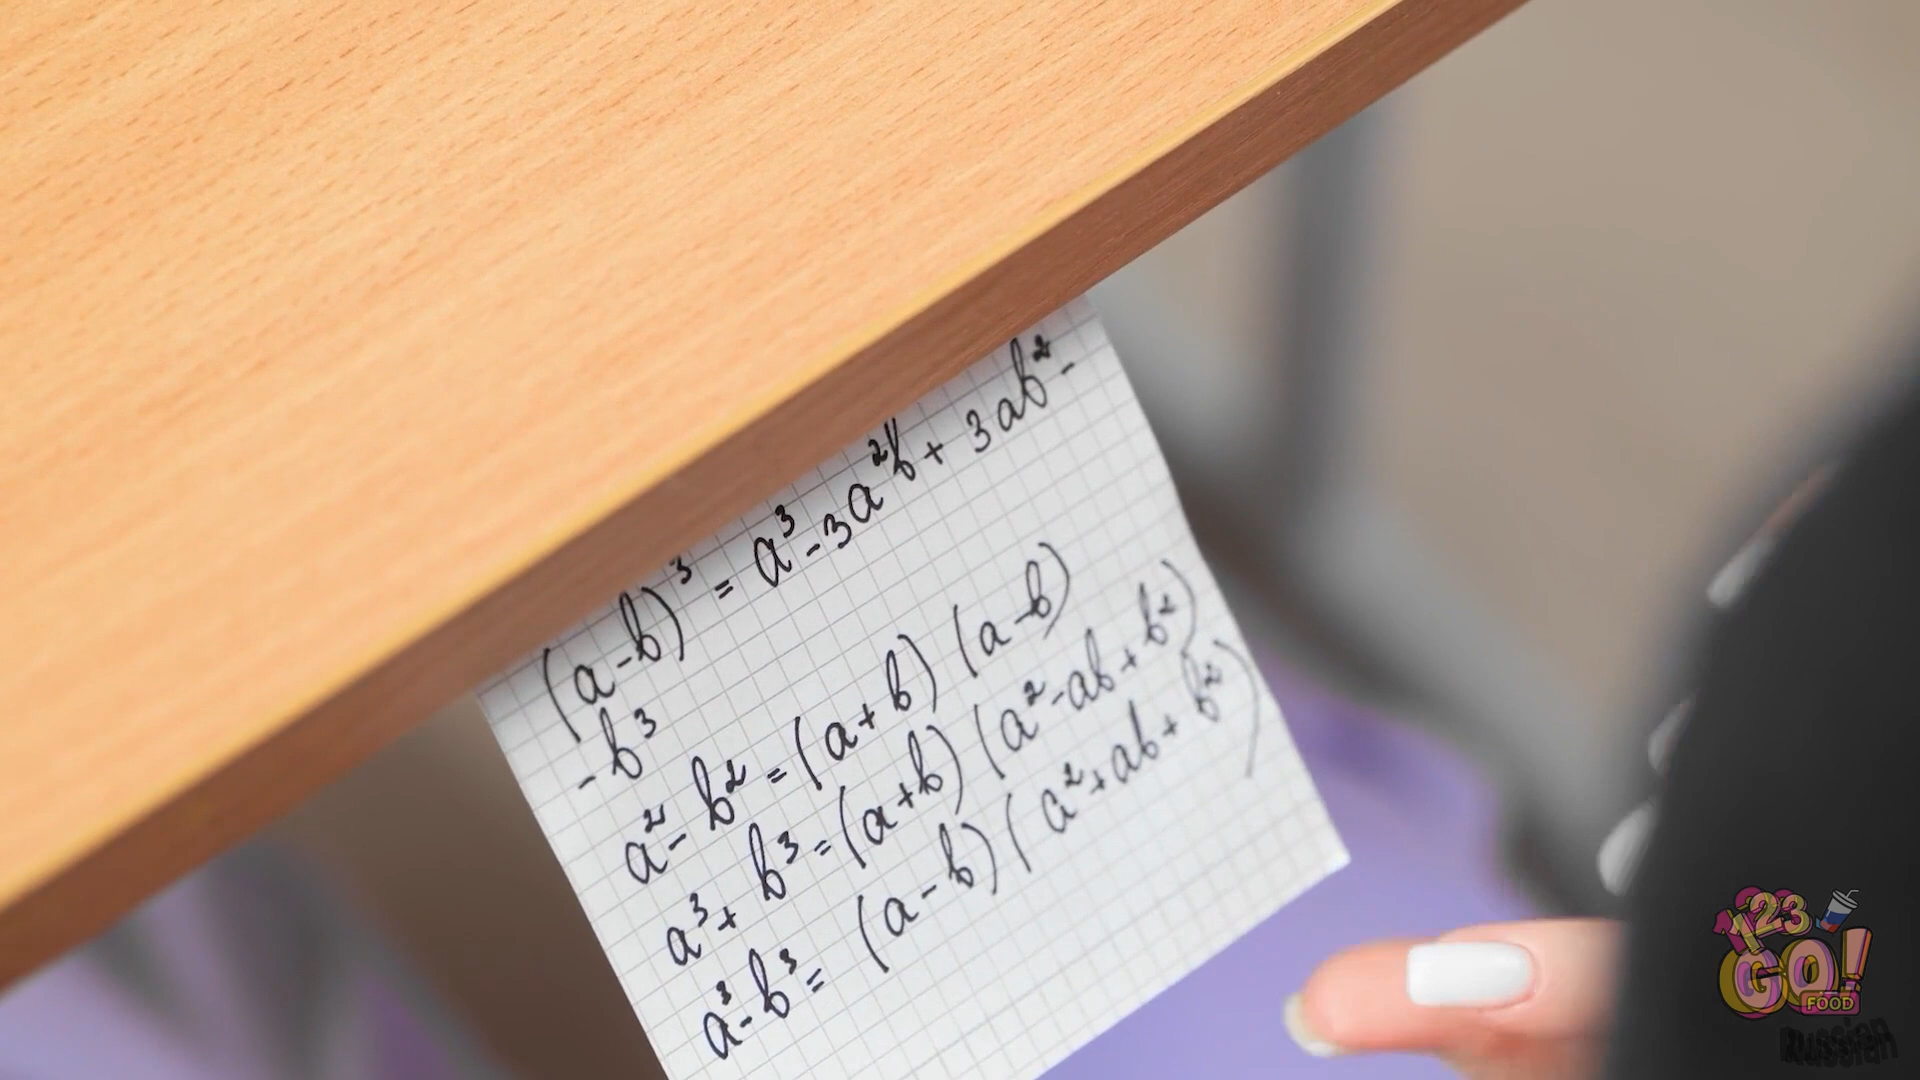 (a-b)³ = a³-3a²b + 3ab²-
-b³
a²- b² = (a+b) (a-b)
a³+ b³ = (a+b) (a²-ab+b²)
a³-b³ = (a-b) (a²+ab+b²)
123
GO!
FOOD
Russian